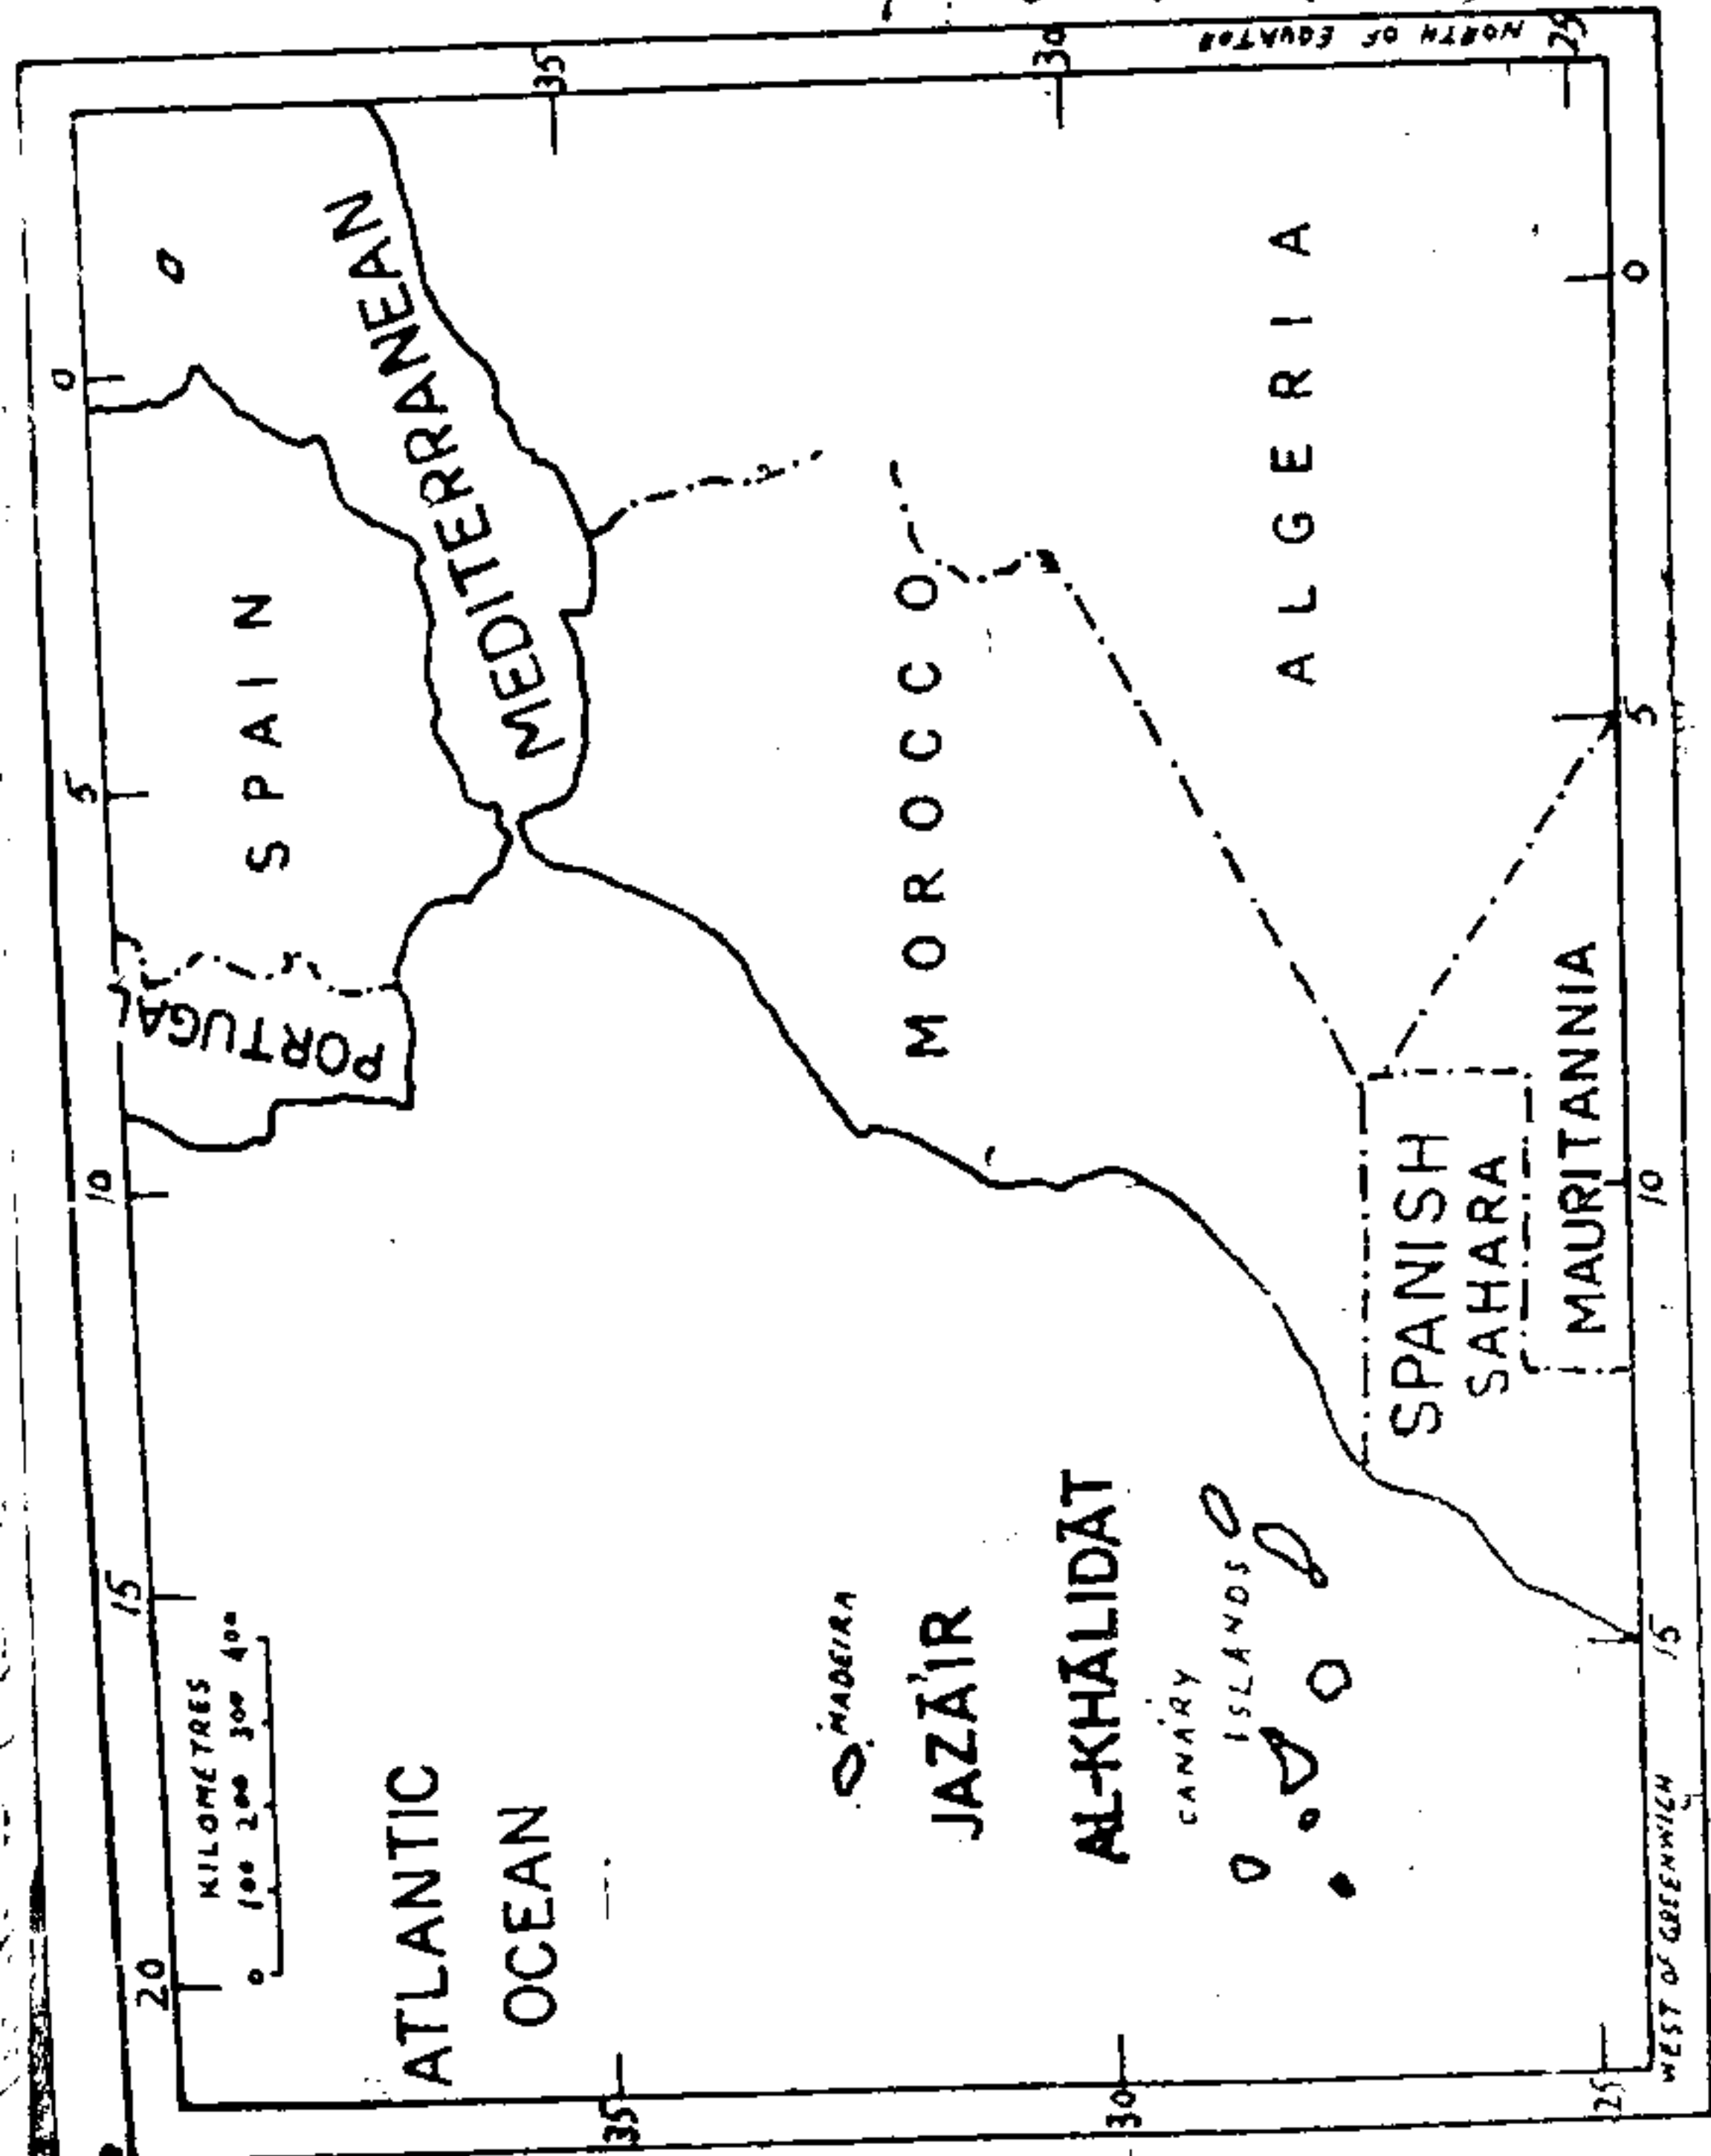 20 15 10 5 0
KILOMETRES
0 100 200 300 400
PORTUGAL
SPAIN
ATLANTIC
OCEAN
MEDITERRANEAN
35 35
MADEIRA
MOROCCO
JAZĀ'IR
AL-KHĀLIDĀT
30 30
CANARY
ISLANDS
ALGERIA
SPANISH
SAHARA
MAURITANNIA
NORTH OF EQUATOR
25 25
15 10 5 0
WEST OF GREENWICH